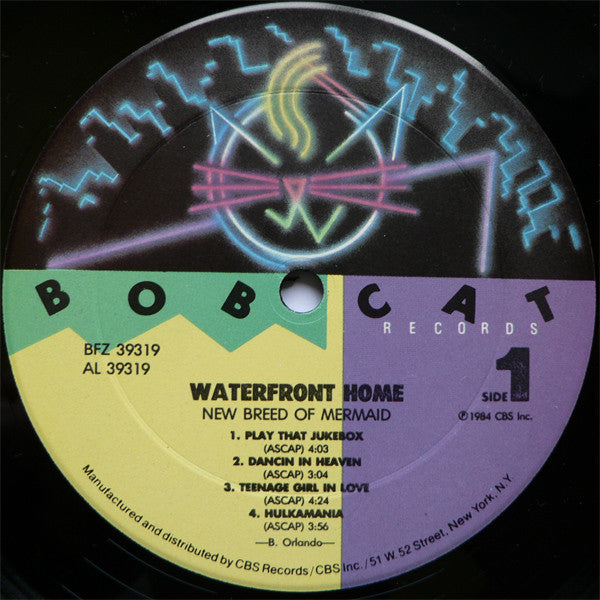 BOBCAT
RECORDS
BFZ 39319
AL 39319
WATERFRONT HOME
NEW BREED OF MERMAID
SIDE 1
℗ 1984 CBS Inc.
1. PLAY THAT JUKEBOX
(ASCAP) 4:03
2. DANCIN IN HEAVEN
(ASCAP) 3:04
3. TEENAGE GIRL IN LOVE
(ASCAP) 4:24
4. HULKAMANIA
(ASCAP) 3:56
—B. Orlando—
Manufactured and distributed by CBS Records/CBS Inc./51 W. 52 Street, New York, N.Y.